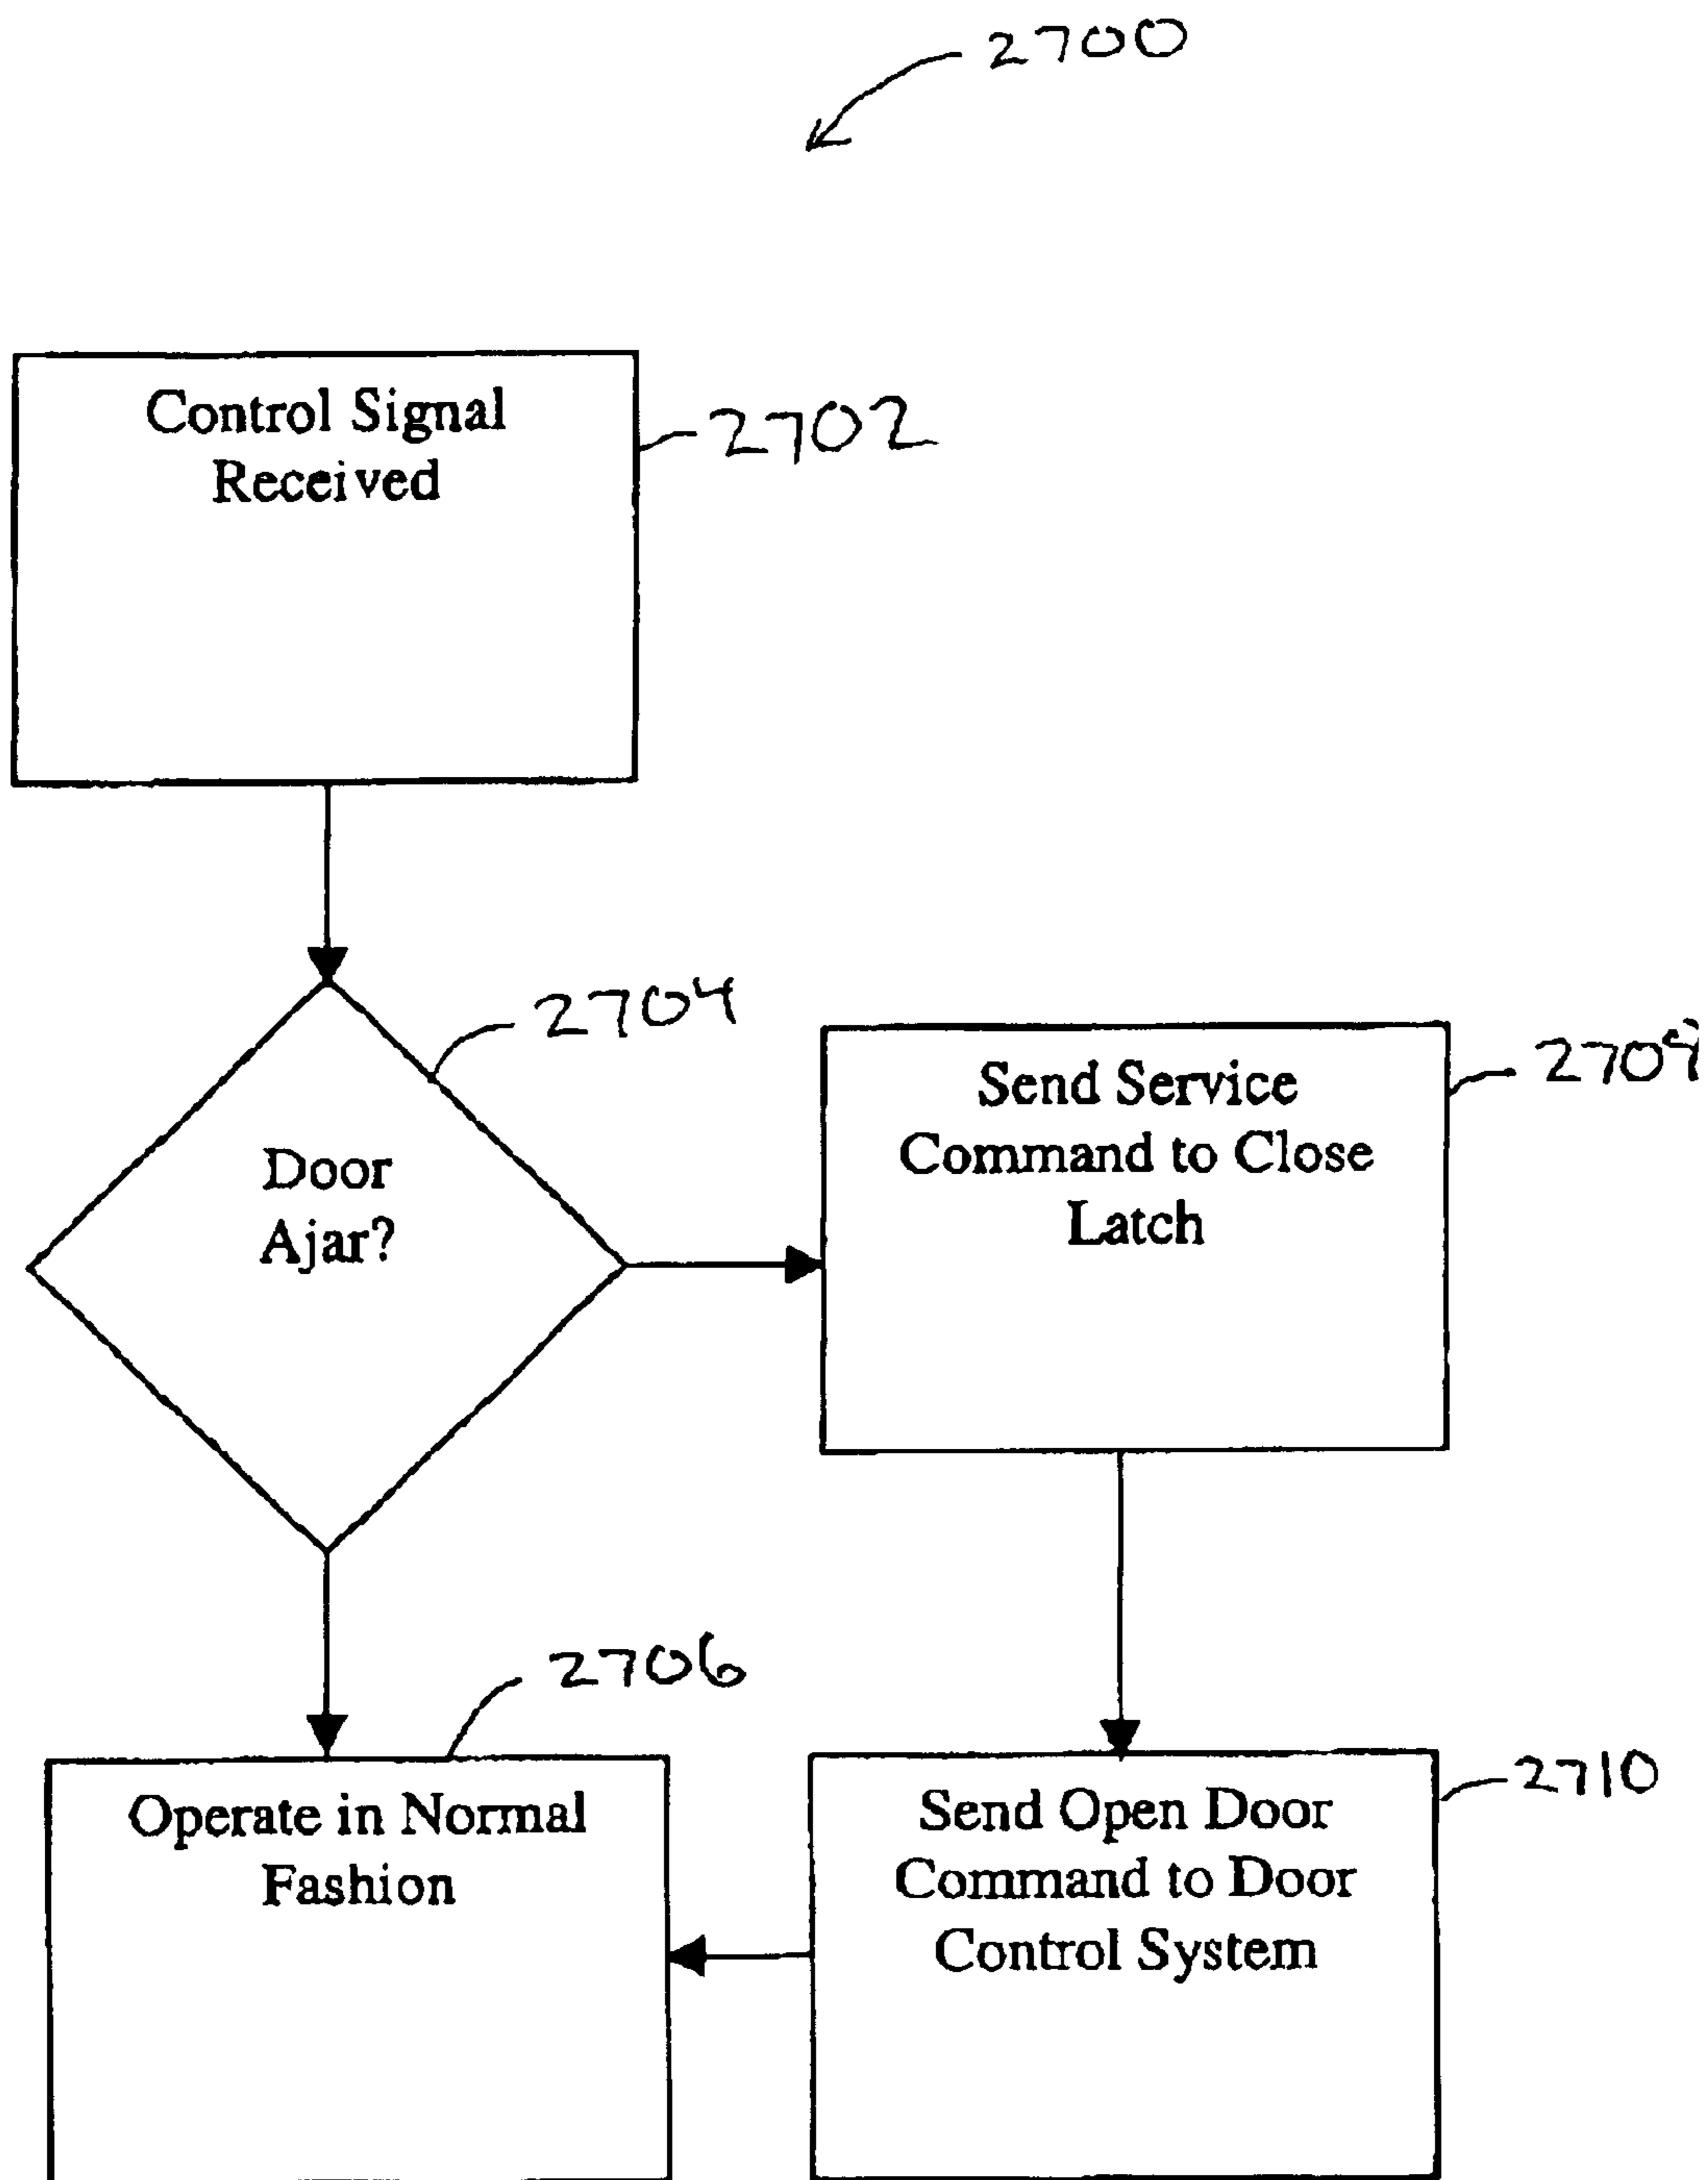 2700
Control Signal
Received
2702
2704
Door
Ajar?
Send Service
Command to Close
Latch
2706
Operate in Normal
Fashion
Send Open Door
Command to Door
Control System
2710